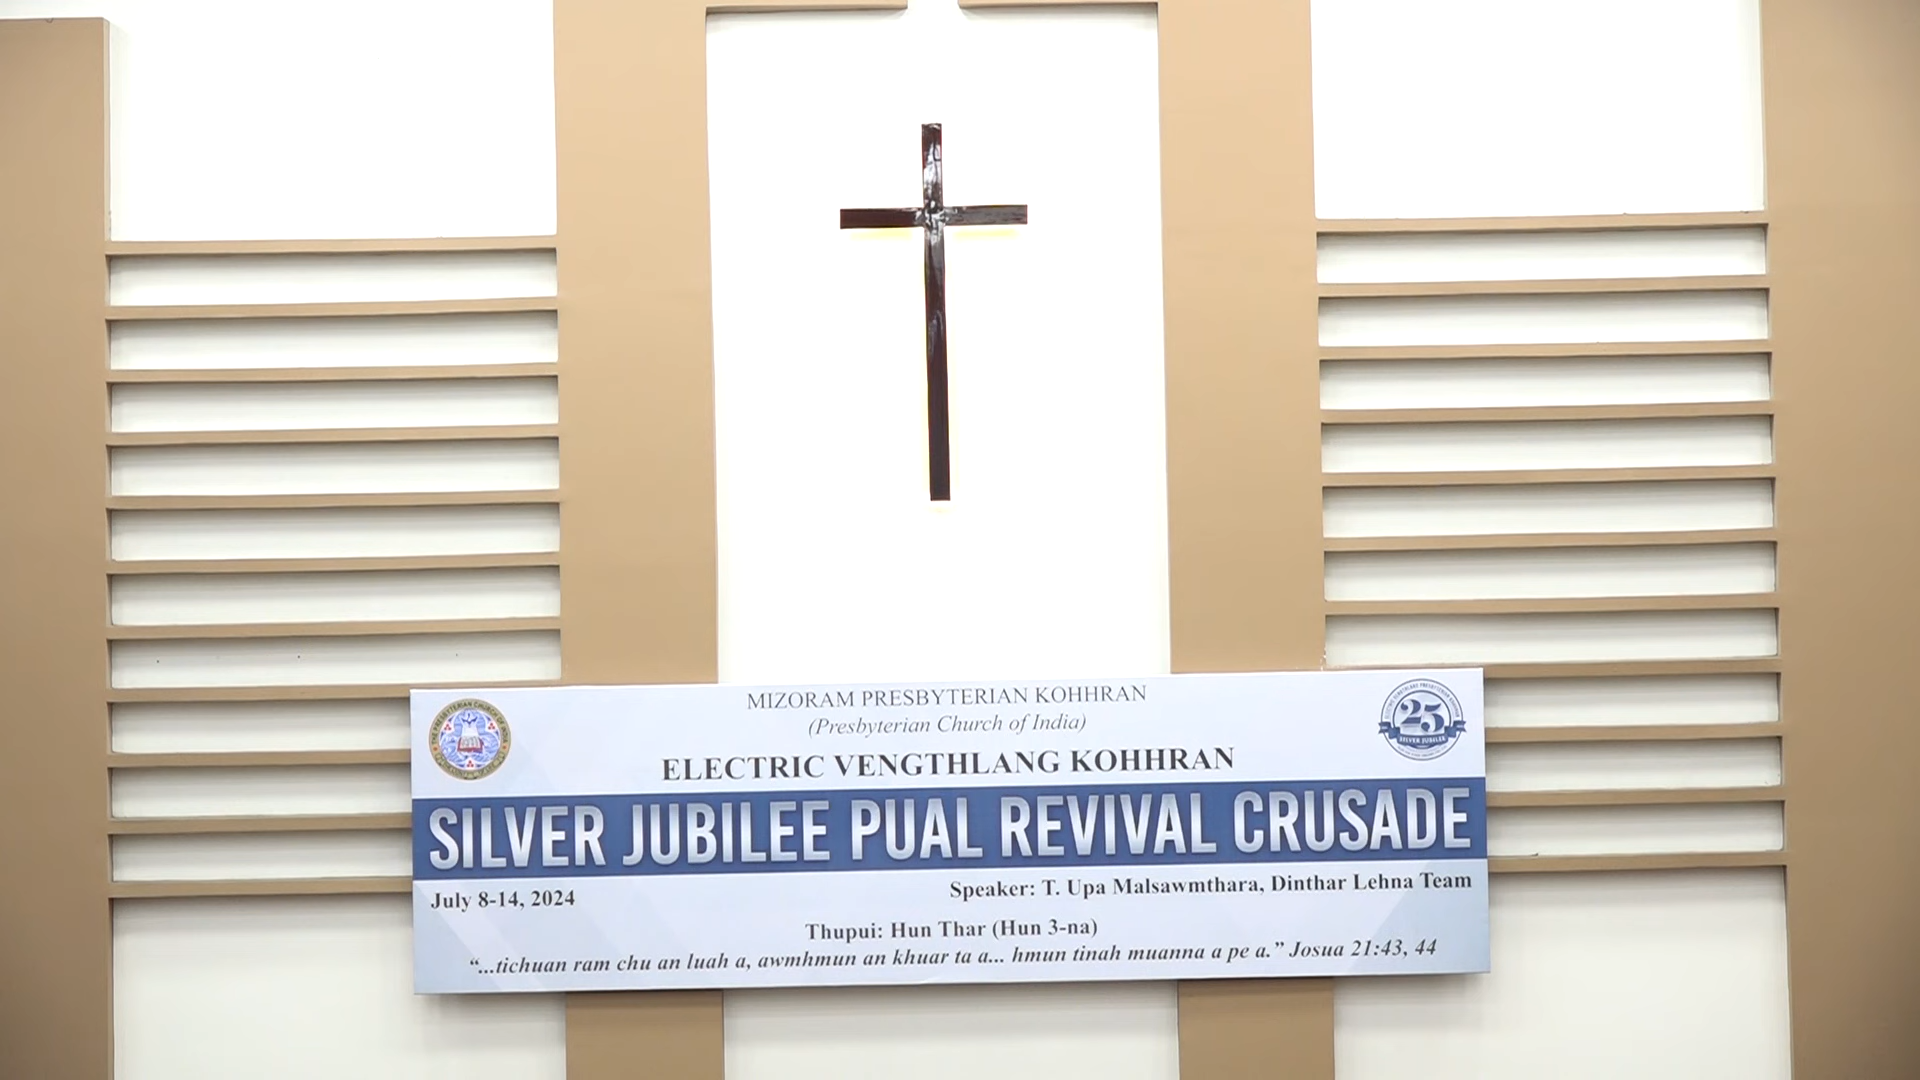 MIZORAM PRESBYTERIAN KOHHRAN
(Presbyterian Church of India)
ELECTRIC VENGTHLANG KOHHRAN
25
SILVER JUBILEE
SILVER JUBILEE PUAL REVIVAL CRUSADE
July 8-14, 2024
Speaker: T. Upa Malsawmthara, Dinthar Lehna Team
Thupui: Hun Thar (Hun 3-na)
“...tichuan ram chu an luah a, awmhmun an khuar ta a... hmun tinah muanna a pe a.” Josua 21:43, 44